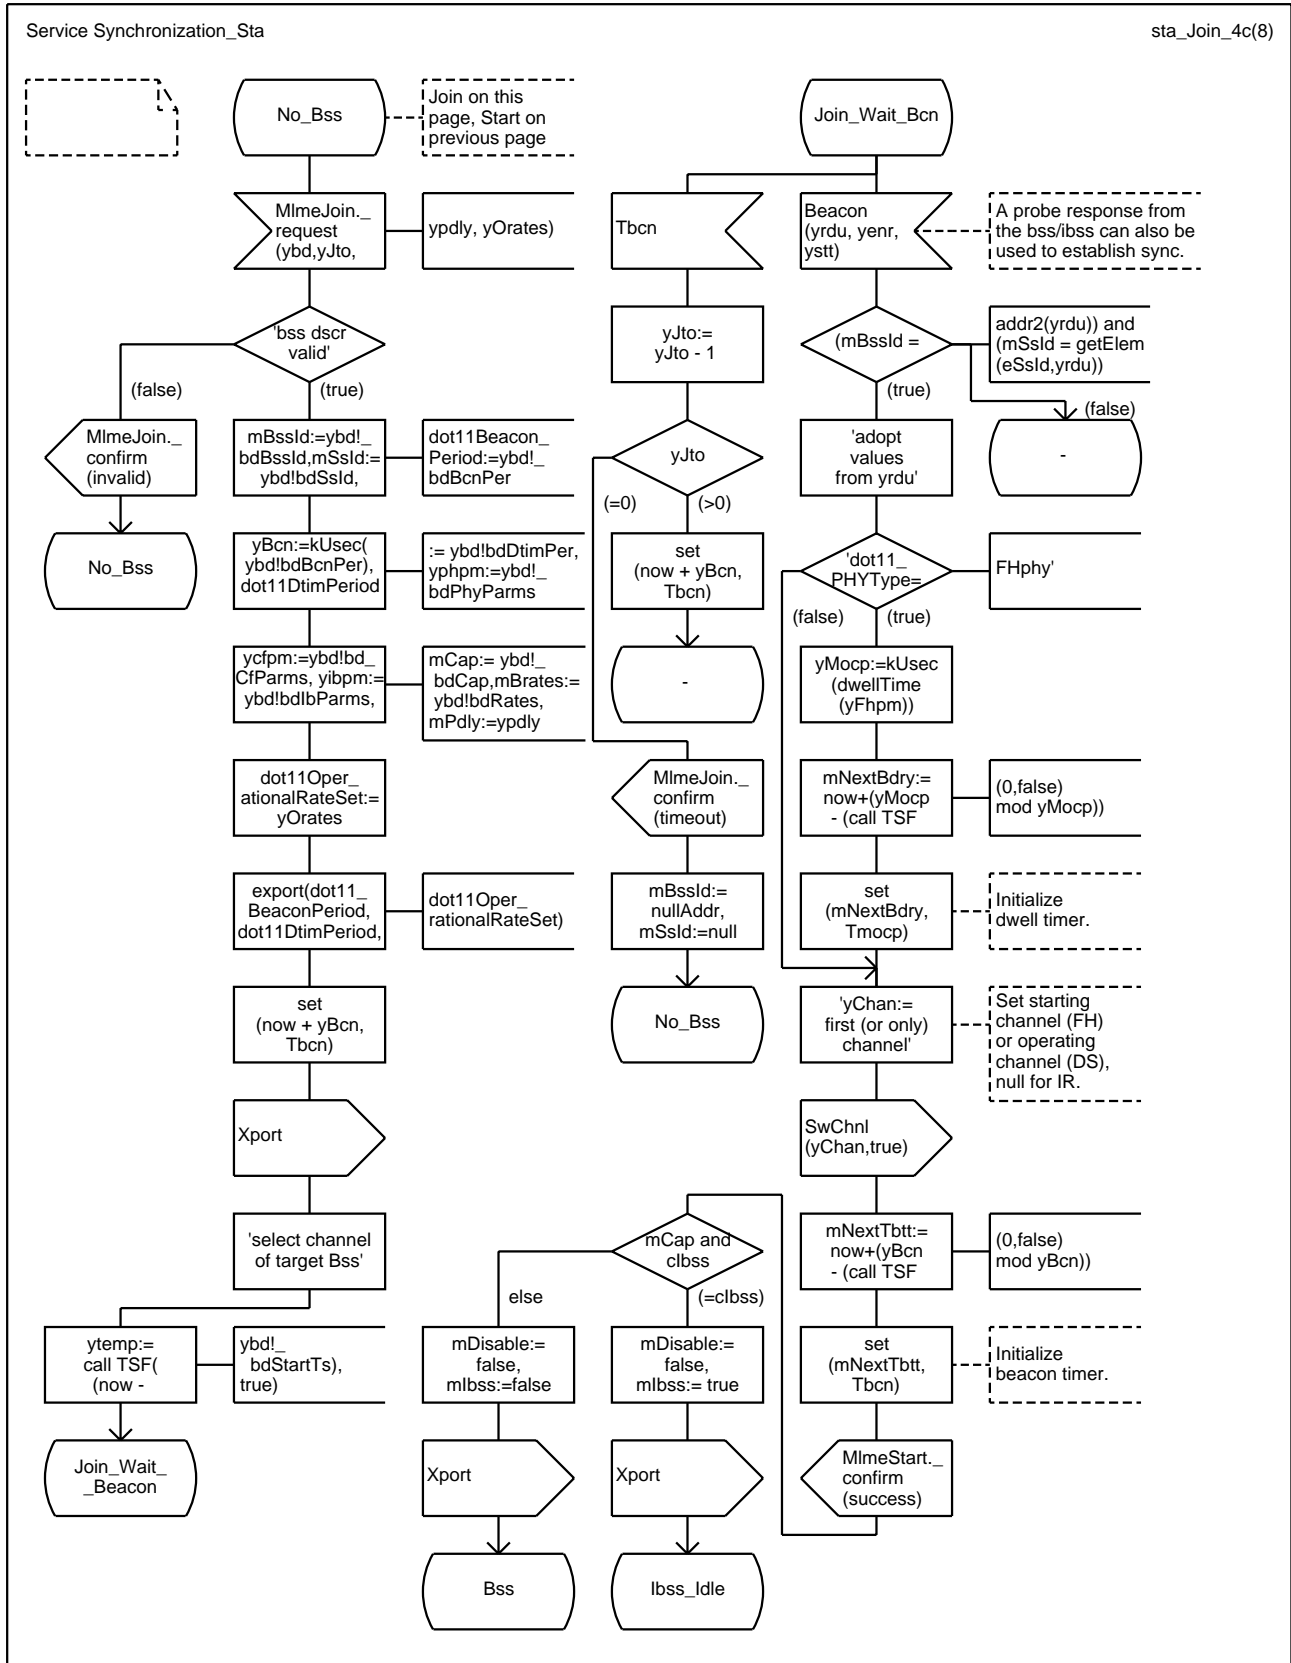 Service Synchronization_Sta
sta_Join_4c(8)
No_Bss
Join on this
page, Start on
previous page
MlmeJoin._
request
(ybd,yJto,
ypdly, yOrates)
'bss dscr
valid'
(false)
(true)
MlmeJoin._
confirm
(invalid)
No_Bss
mBssId:=ybd!_
bdBssId,mSsId:=
ybd!bdSsId,
dot11Beacon_
Period:=ybd!_
bdBcnPer
yBcn:=kUsec(
ybd!bdBcnPer),
dot11DtimPeriod
:= ybd!bdDtimPer,
yphpm:=ybd!_
bdPhyParms
ycfpm:=ybd!bd_
CfParms, yibpm:=
ybd!bdIbParms,
mCap:= ybd!_
bdCap,mBrates:=
ybd!bdRates,
mPdly:=ypdly
dot11Oper_
ationalRateSet:=
yOrates
export(dot11_
BeaconPeriod,
dot11DtimPeriod,
dot11Oper_
rationalRateSet)
set
(now + yBcn,
Tbcn)
Xport
'select channel
of target Bss'
ytemp:=
call TSF(
(now -
ybd!_
bdStartTs),
true)
Join_Wait_
_Beacon
Join_Wait_Bcn
Tbcn
yJto:=
yJto - 1
yJto
(=0)
(>0)
set
(now + yBcn,
Tbcn)
-
MlmeJoin._
confirm
(timeout)
mBssId:=
nullAddr,
mSsId:=null
No_Bss
Beacon
(yrdu, yenr,
ystt)
A probe response from
the bss/ibss can also be
used to establish sync.
(mBssId =
addr2(yrdu)) and
(mSsId = getElem
(eSsId,yrdu))
(true)
(false)
-
'adopt
values
from yrdu'
'dot11_
PHYType=
FHphy'
(false)
(true)
yMocp:=kUsec
(dwellTime
(yFhpm))
mNextBdry:=
now+(yMocp
- (call TSF
(0,false)
mod yMocp))
set
(mNextBdry,
Tmocp)
Initialize
dwell timer.
'yChan:=
first (or only)
channel'
Set starting
channel (FH)
or operating
channel (DS),
null for IR.
SwChnl
(yChan,true)
mNextTbtt:=
now+(yBcn
- (call TSF
(0,false)
mod yBcn))
set
(mNextTbtt,
Tbcn)
Initialize
beacon timer.
MlmeStart._
confirm
(success)
mCap and
cIbss
else
(=cIbss)
mDisable:=
false,
mIbss:=false
mDisable:=
false,
mIbss:= true
Xport
Xport
Bss
Ibss_Idle